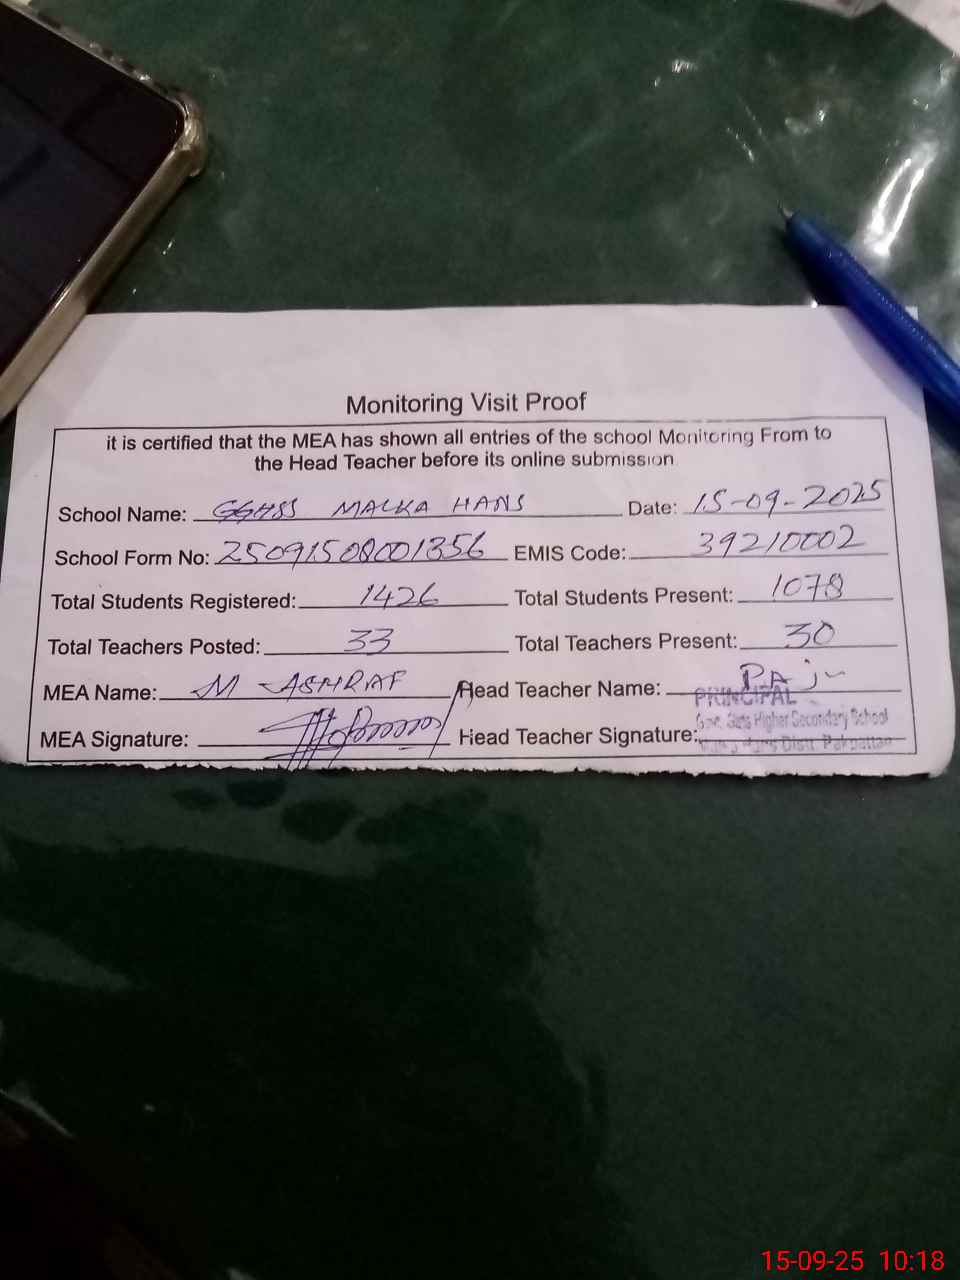 Monitoring Visit Proof
it is certified that the MEA has shown all entries of the school Monitoring From to
the Head Teacher before its online submission
School Name: GGHSS MALKA HANS Date: 15-09-2025
School Form No: 25091508001356 EMIS Code: 39210002
Total Students Registered: 1426 Total Students Present: 1078
Total Teachers Posted: 33 Total Teachers Present: 30
MEA Name: M ASHRAF Head Teacher Name:
PRINCIPAL
Govt. Girls Higher Secondary School
MEA Signature: Head Teacher Signature:
Hans Distt. Pakpattan
15-09-25 10:18